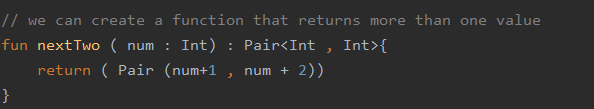 // we can create a function that returns more than one value
fun nextTwo ( num : Int) : Pair<Int , Int>{
    return ( Pair (num+1 , num + 2))
}